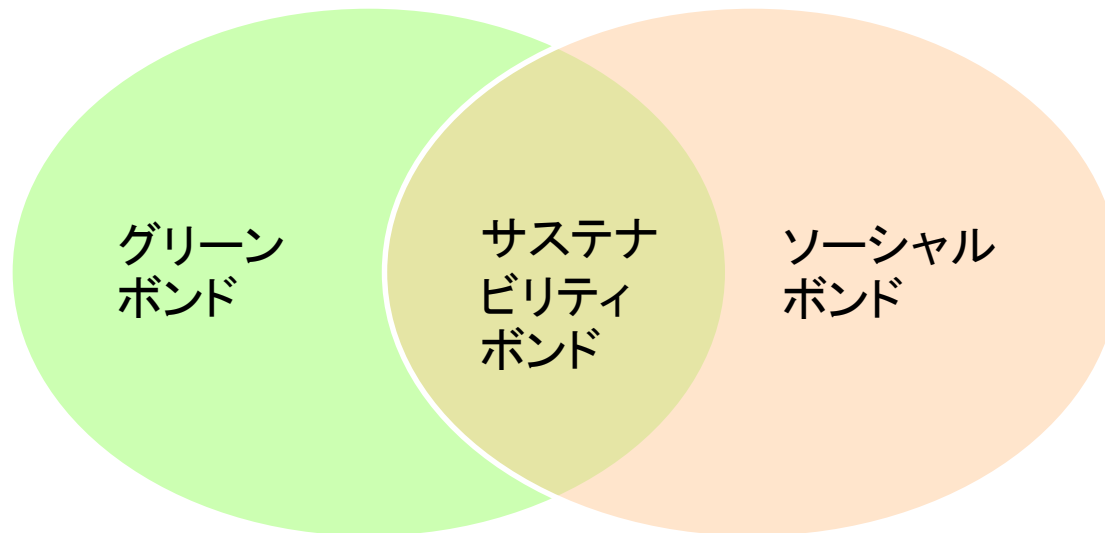 グリーン
ボンド
サステナ
ビリティ
ボンド
ソーシャル
ボンド